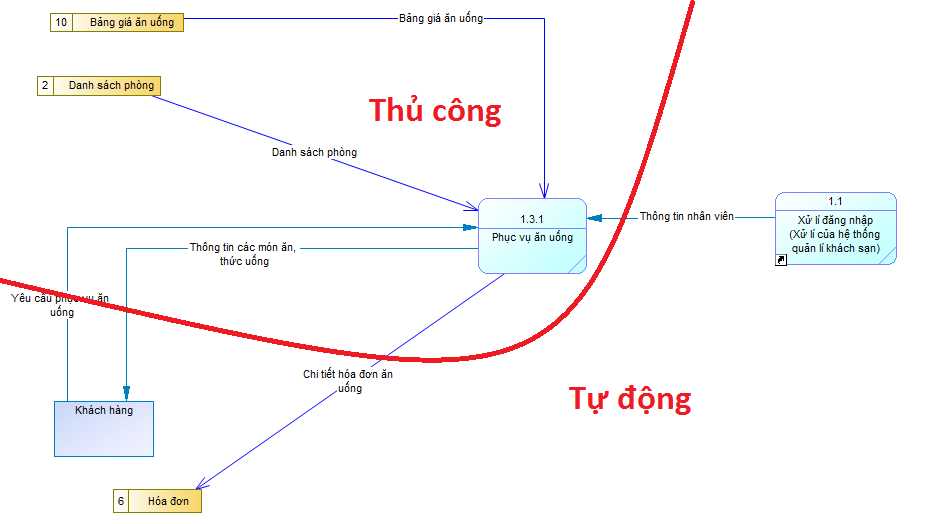 10 Bảng giá ăn uống
Bảng giá ăn uống
2 Danh sách phòng
Thủ công
Danh sách phòng
1.3.1
Phục vụ ăn uống
Thông tin nhân viên
1.1
Xử lí đăng nhập
(Xử lí của hệ thống
quản lí khách sạn)
Thông tin các món ăn,
thức uống
Yêu cầu phục vụ ăn
uống
Chi tiết hóa đơn ăn
uống
Tự động
Khách hàng
6 Hóa đơn